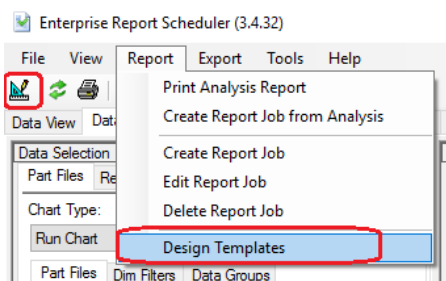 Enterprise Report Scheduler (3.4.32)
File View Report Export Tools Help
Print Analysis Report
Create Report Job from Analysis
Data View
Data Selection
Create Report Job
Part Files
Edit Report Job
Chart Type:
Delete Report Job
Run Chart
Design Templates
Part Files Dim Filters Data Groups